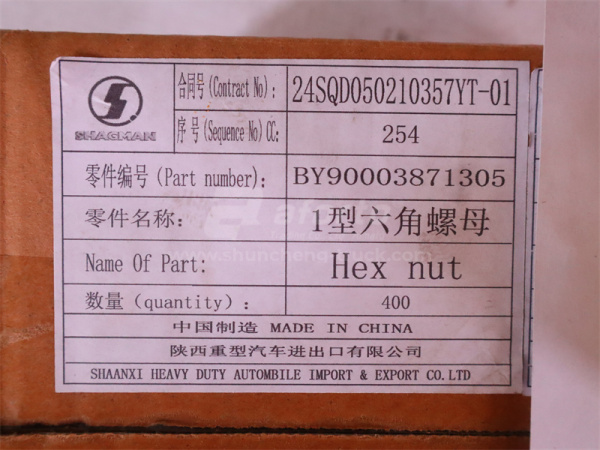 合同号(Contract No): 24SQD050210357YT-01
SHAGMAN
序号(Sequence No)CC: 254
零件编号(Part number): BY90003871305
零件名称: 1型六角螺母
Name Of Part: Hex nut
www.shunchengtruck.com
数量(quantity): 400
中国制造 MADE IN CHINA
陕西重型汽车进出口有限公司
SHAANXI HEAVY DUTY AUTOMBILE IMPORT & EXPORT CO.LTD